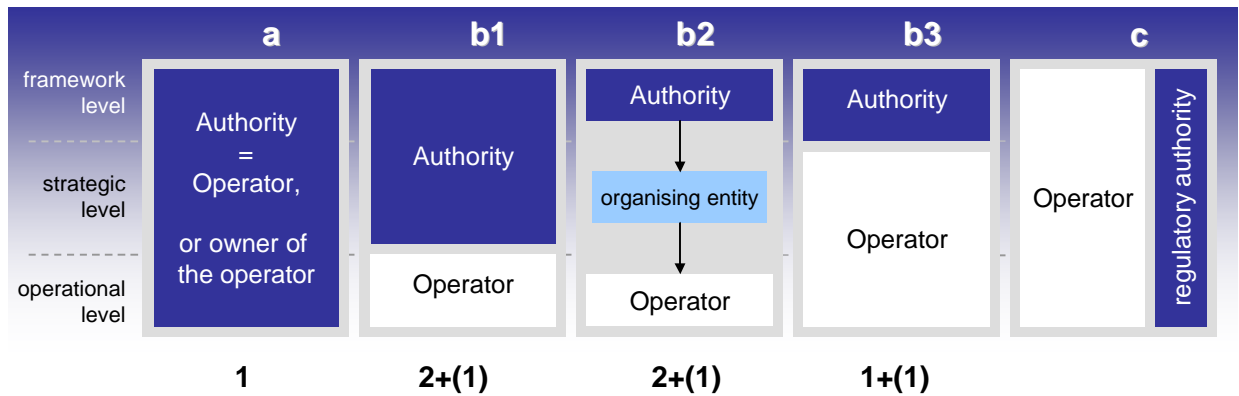 a
b1
b2
b3
c
framework
level
strategic
level
operational
level
Authority
=
Operator,
or owner of
the operator
Authority
Operator
Authority
organising entity
Operator
Authority
Operator
Operator
regulatory authority
1
2+(1)
2+(1)
1+(1)